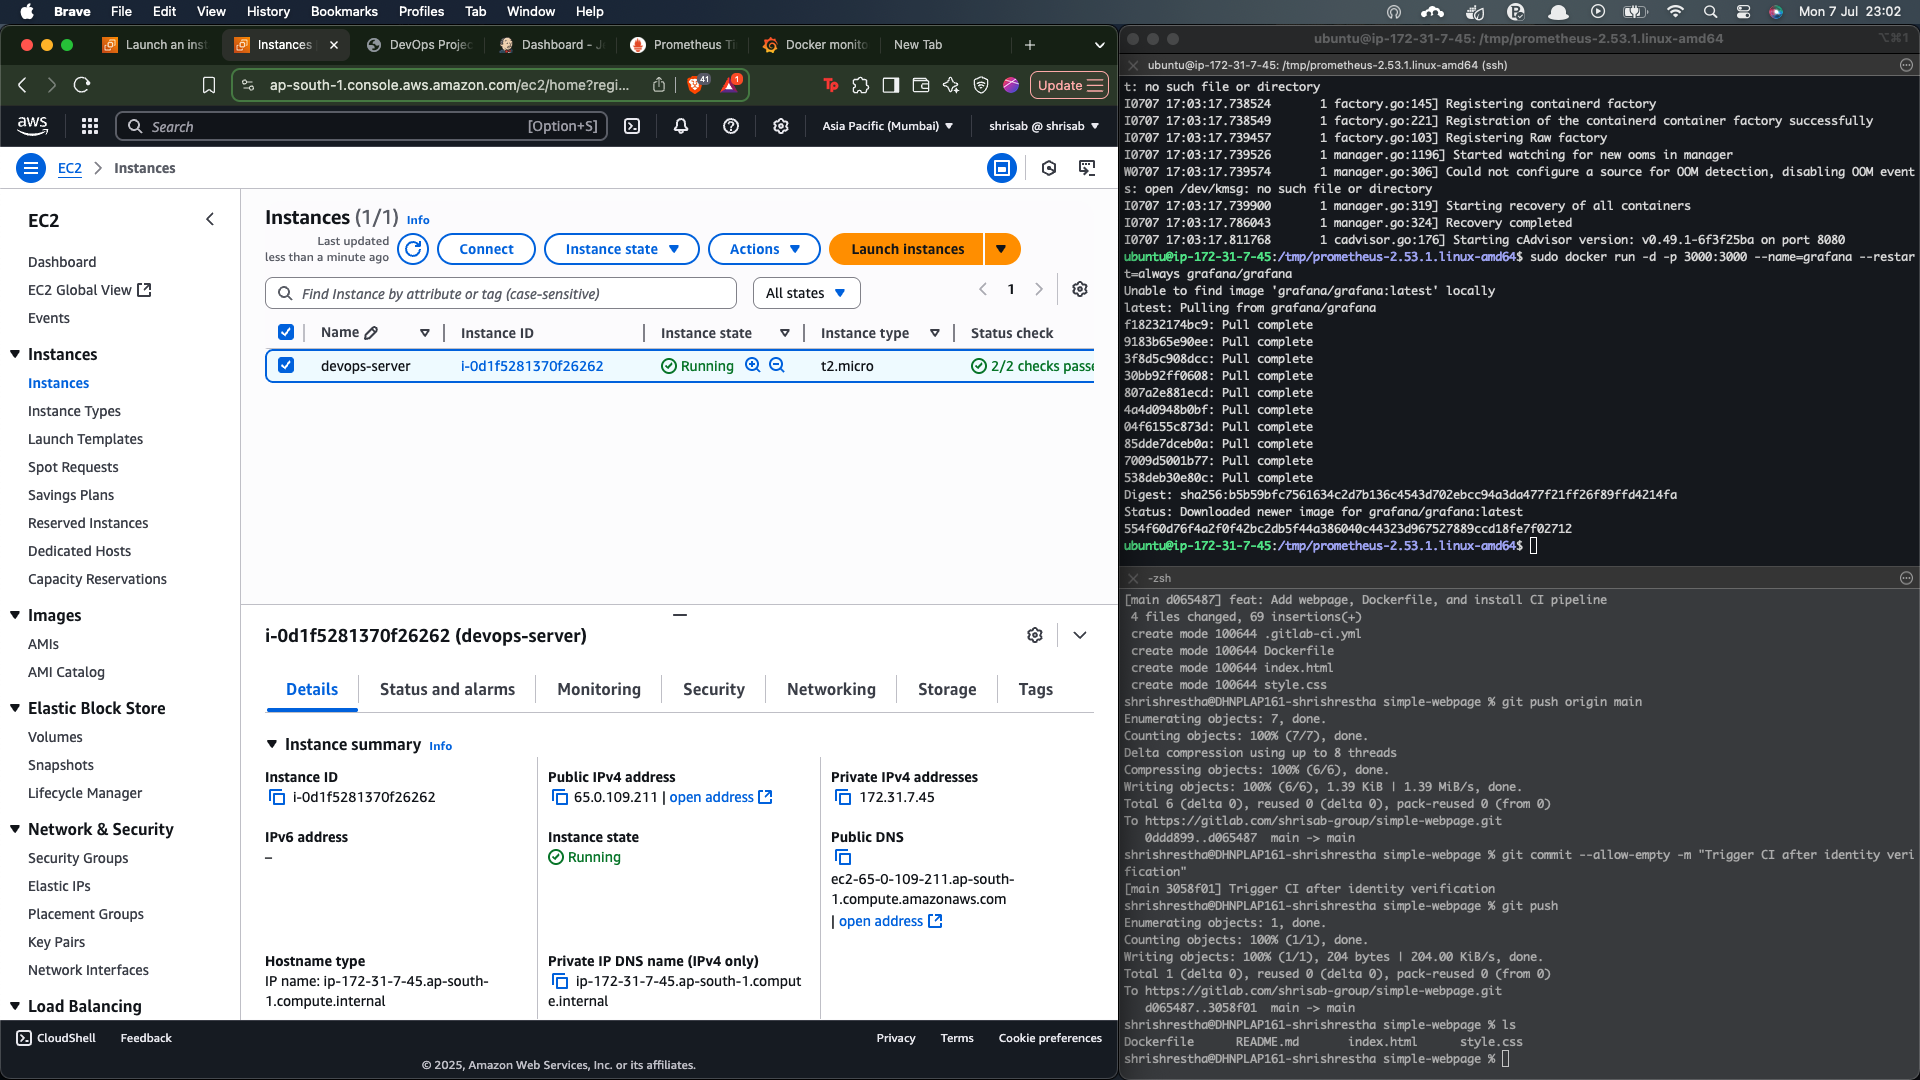 Brave File Edit View History Bookmarks Profiles Tab Window Help
Mon 7 Jul 23:02
Launch an inst
Instances
DevOps Projec
Dashboard - Je
Prometheus Ti
Docker monito
New Tab
ap-south-1.console.aws.amazon.com/ec2/home?regi...
41
1
Tp
Update
aws
Search
[Option+S]
Asia Pacific (Mumbai)
shrisab @ shrisab
EC2
Instances
EC2
Dashboard
EC2 Global View
Events
Instances
Instances
Instance Types
Launch Templates
Spot Requests
Savings Plans
Reserved Instances
Dedicated Hosts
Capacity Reservations
Images
AMIs
AMI Catalog
Elastic Block Store
Volumes
Snapshots
Lifecycle Manager
Network & Security
Security Groups
Elastic IPs
Placement Groups
Key Pairs
Network Interfaces
Load Balancing
Instances (1/1) Info
Last updated
less than a minute ago
Connect
Instance state
Actions
Launch instances
Find Instance by attribute or tag (case-sensitive)
All states
1
Name
Instance ID
Instance state
Instance type
Status check
devops-server
i-0d1f5281370f26262
Running
t2.micro
2/2 checks passe
i-0d1f5281370f26262 (devops-server)
Details
Status and alarms
Monitoring
Security
Networking
Storage
Tags
Instance summary Info
Instance ID
i-0d1f5281370f26262
Public IPv4 address
65.0.109.211 | open address
Private IPv4 addresses
172.31.7.45
IPv6 address
–
Instance state
Running
Public DNS
ec2-65-0-109-211.ap-south-
1.compute.amazonaws.com
| open address
Hostname type
IP name: ip-172-31-7-45.ap-south-
1.compute.internal
Private IP DNS name (IPv4 only)
ip-172-31-7-45.ap-south-1.comput
e.internal
CloudShell
Feedback
Privacy
Terms
Cookie preferences
© 2025, Amazon Web Services, Inc. or its affiliates.
ubuntu@ip-172-31-7-45: /tmp/prometheus-2.53.1.linux-amd64
⌥⌘1
ubuntu@ip-172-31-7-45: /tmp/prometheus-2.53.1.linux-amd64 (ssh)
t: no such file or directory
I0707 17:03:17.738524 1 factory.go:145] Registering containerd factory
I0707 17:03:17.738549 1 factory.go:221] Registration of the containerd container factory successfully
I0707 17:03:17.739457 1 factory.go:103] Registering Raw factory
I0707 17:03:17.739526 1 manager.go:1196] Started watching for new ooms in manager
W0707 17:03:17.739574 1 manager.go:306] Could not configure a source for OOM detection, disabling OOM event
s: open /dev/kmsg: no such file or directory
I0707 17:03:17.739900 1 manager.go:319] Starting recovery of all containers
I0707 17:03:17.786043 1 manager.go:324] Recovery completed
I0707 17:03:17.811768 1 cadvisor.go:176] Starting cAdvisor version: v0.49.1-6f3f25ba on port 8080
ubuntu@ip-172-31-7-45:/tmp/prometheus-2.53.1.linux-amd64$ sudo docker run -d -p 3000:3000 --name=grafana --restar
t=always grafana/grafana
Unable to find image 'grafana/grafana:latest' locally
latest: Pulling from grafana/grafana
f18232174bc9: Pull complete
9183b65e90ee: Pull complete
3f8d5c908dcc: Pull complete
30bb92ff0608: Pull complete
807a2e881ecd: Pull complete
4a4d0948b0bf: Pull complete
04f6155c873d: Pull complete
85dde7dceb0a: Pull complete
7009d5001b77: Pull complete
538deb30e80c: Pull complete
Digest: sha256:b5b59bfc7561634c2d7b136c4543d702ebcc94a3da477f21ff26f89ffd4214fa
Status: Downloaded newer image for grafana/grafana:latest
554f60d76f4a2f0f42bc2db5f44a386040c44323d967527889ccd18fe7f02712
ubuntu@ip-172-31-7-45:/tmp/prometheus-2.53.1.linux-amd64$
-zsh
[main d065487] feat: Add webpage, Dockerfile, and install CI pipeline
4 files changed, 69 insertions(+)
create mode 100644 .gitlab-ci.yml
create mode 100644 Dockerfile
create mode 100644 index.html
create mode 100644 style.css
shrishrestha@DHNPLAP161-shrishrestha simple-webpage % git push origin main
Enumerating objects: 7, done.
Counting objects: 100% (7/7), done.
Delta compression using up to 8 threads
Compressing objects: 100% (6/6), done.
Writing objects: 100% (6/6), 1.39 KiB | 1.39 MiB/s, done.
Total 6 (delta 0), reused 0 (delta 0), pack-reused 0 (from 0)
To https://gitlab.com/shrisab-group/simple-webpage.git
0ddd899..d065487 main -> main
shrishrestha@DHNPLAP161-shrishrestha simple-webpage % git commit --allow-empty -m "Trigger CI after identity veri
fication"
[main 3058f01] Trigger CI after identity verification
shrishrestha@DHNPLAP161-shrishrestha simple-webpage % git push
Enumerating objects: 1, done.
Counting objects: 100% (1/1), done.
Writing objects: 100% (1/1), 204 bytes | 204.00 KiB/s, done.
Total 1 (delta 0), reused 0 (delta 0), pack-reused 0 (from 0)
To https://gitlab.com/shrisab-group/simple-webpage.git
d065487..3058f01 main -> main
shrishrestha@DHNPLAP161-shrishrestha simple-webpage % ls
Dockerfile README.md index.html style.css
shrishrestha@DHNPLAP161-shrishrestha simple-webpage %